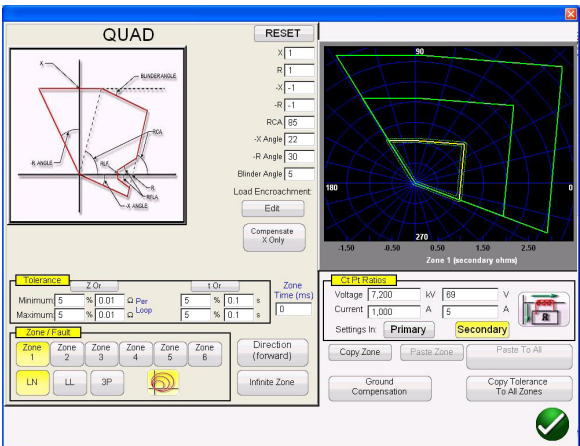 QUAD
RESET
X 1
R 1
-X -1
-R -1
RCA 85
-X Angle 22
-R Angle 30
Blinder Angle 5
Load Encroachment:
Edit
Compensate
X Only
X
BLINDER ANGLE
RCA
-R ANGLE
RLF
R
RFLA
-X ANGLE
90
180
0
270
-1.50 -0.50 0.50 1.50 2.50
Zone 1 (secondary ohms)
Tolerance
Z Or
t Or
Minimum: 5 % 0.01 Ω Per 5 % 0.1 s
Maximum: 5 % 0.01 Ω Loop 5 % 0.1 s
Zone
Time (ms)
0
Zone / Fault
Zone 1
Zone 2
Zone 3
Zone 4
Zone 5
Zone 6
LN
LL
3P
Direction
(forward)
Infinite Zone
Ct Pt Ratios
Voltage 7,200 kV 69 V
Current 1,000 A 5 A
R
Settings In: Primary Secondary
Copy Zone
Paste Zone
Paste To All
Ground
Compensation
Copy Tolerance
To All Zones